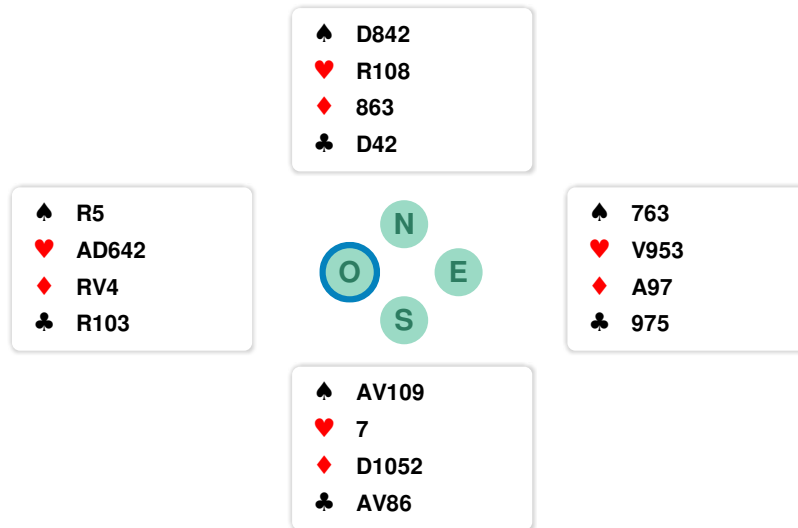 ♠ D842
♥ R108
♦ 863
♣ D42
♠ R5
♥ AD642
♦ RV4
♣ R103
N
O E
S
♠ 763
♥ V953
♦ A97
♣ 975
♠ AV109
♥ 7
♦ D1052
♣ AV86